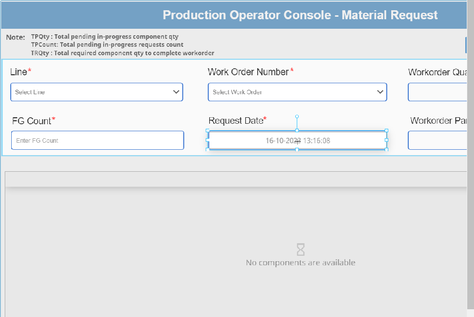 Production Operator Console - Material Request
Note: TPQty : Total pending in-progress component qty
TPCount: Total pending in-progress requests count
TRQty : Total required component qty to complete workorder
Line* Work Order Number* Workorder Qua
Select Line Select Work Order
FG Count* Request Date* Workorder Par
Enter FG Count 16-10-2023 13:16:08
No components are available